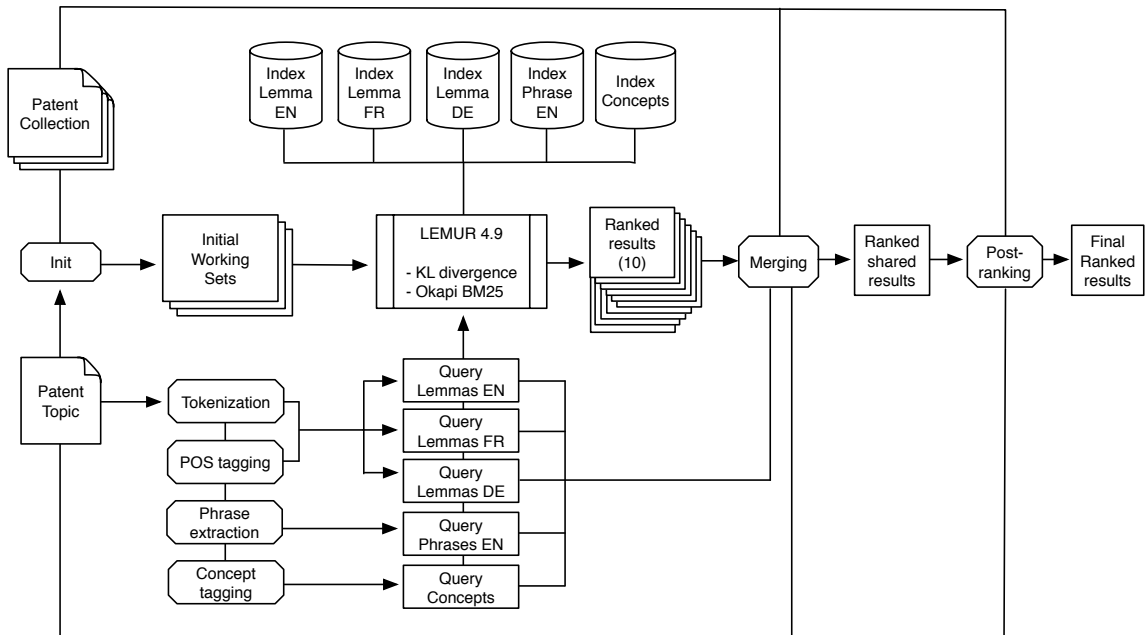 Index
Lemma
EN
Index
Lemma
FR
Index
Lemma
DE
Index
Phrase
EN
Index
Concepts
Patent
Collection
Init
Initial
Working
Sets
LEMUR 4.9
- KL divergence
- Okapi BM25
Ranked
results
(10)
Merging
Ranked
shared
results
Post-
ranking
Final
Ranked
results
Patent
Topic
Tokenization
POS tagging
Phrase
extraction
Concept
tagging
Query
Lemmas EN
Query
Lemmas FR
Query
Lemmas DE
Query
Phrases EN
Query
Concepts